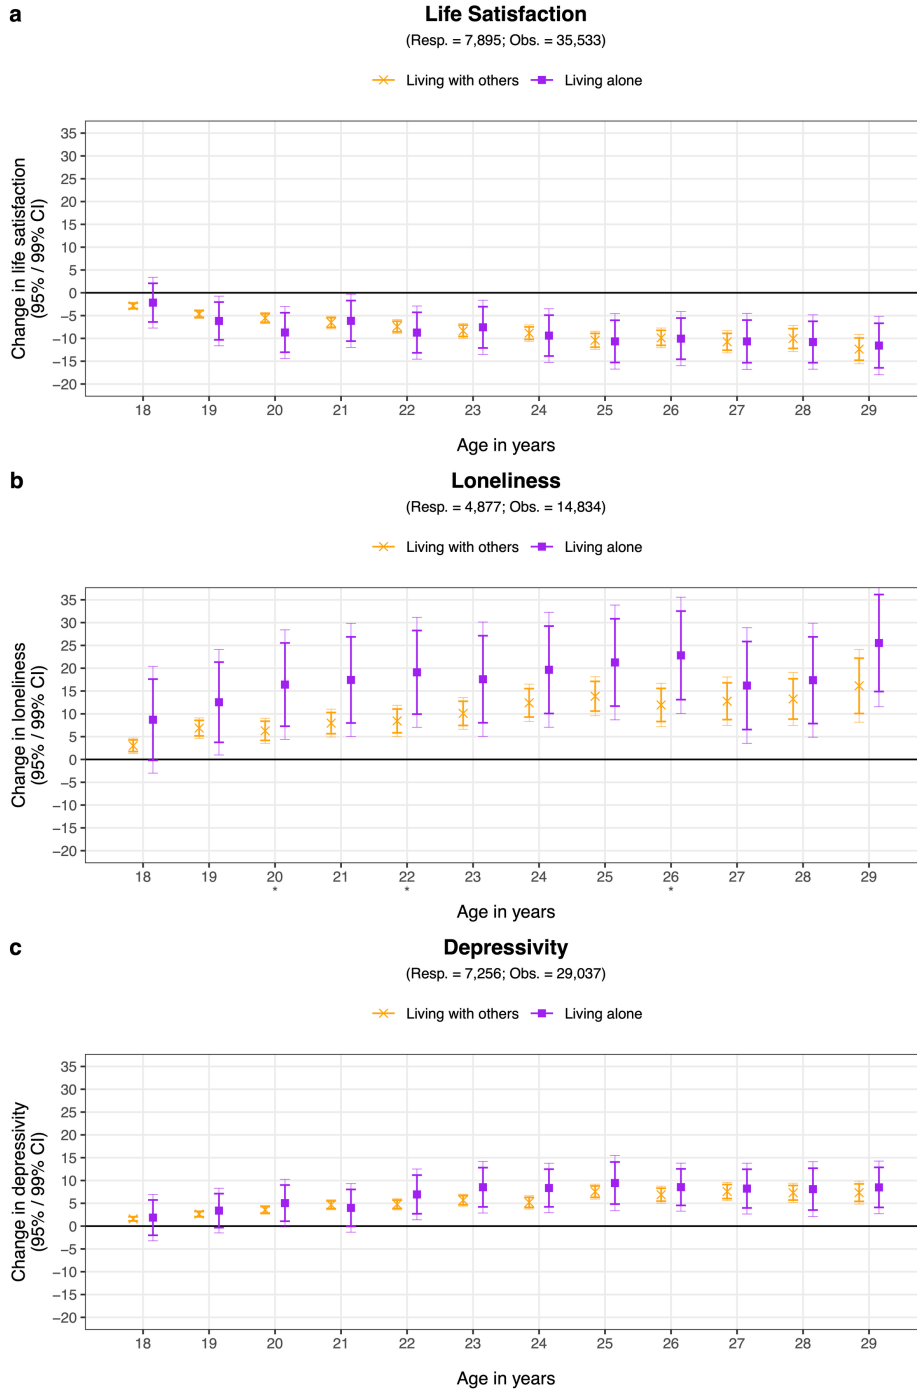 a
Life Satisfaction
(Resp. = 7,895; Obs. = 35,533)
Living with others Living alone
Change in life satisfaction
(95% / 99% CI)
35
30
25
20
15
10
5
0
−5
−10
−15
−20
18 19 20 21 22 23 24 25 26 27 28 29
Age in years
b
Loneliness
(Resp. = 4,877; Obs. = 14,834)
Living with others Living alone
Change in loneliness
(95% / 99% CI)
35
30
25
20
15
10
5
0
−5
−10
−15
−20
18 19 20 21 22 23 24 25 26 27 28 29
* * *
Age in years
c
Depressivity
(Resp. = 7,256; Obs. = 29,037)
Living with others Living alone
Change in depressivity
(95% / 99% CI)
35
30
25
20
15
10
5
0
−5
−10
−15
−20
18 19 20 21 22 23 24 25 26 27 28 29
Age in years